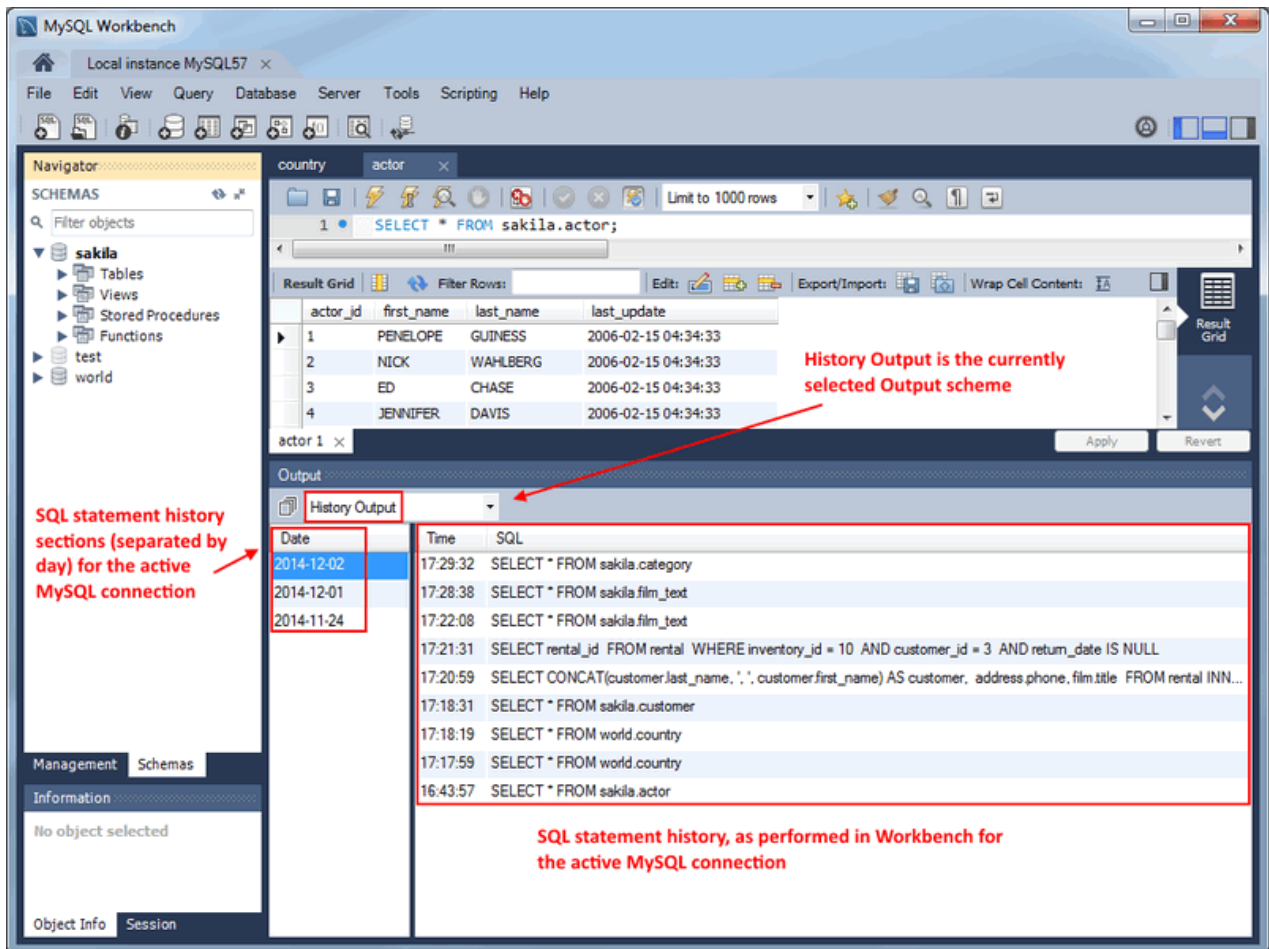 MySQL Workbench
Local instance MySQL57
File Edit View Query Database Server Tools Scripting Help
Navigator
SCHEMAS
Filter objects
sakila
Tables
Views
Stored Procedures
Functions
test
world
SQL statement history
sections (separated by
day) for the active
MySQL connection
Management Schemas
Information
No object selected
Object Info Session
country actor
Limit to 1000 rows
1 SELECT * FROM sakila.actor;
Result Grid Filter Rows: Edit: Export/Import: Wrap Cell Content:
actor_id first_name last_name last_update
1 PENELOPE GUINESS 2006-02-15 04:34:33
2 NICK WAHLBERG 2006-02-15 04:34:33
3 ED CHASE 2006-02-15 04:34:33
4 JENNIFER DAVIS 2006-02-15 04:34:33
Result
Grid
History Output is the currently
selected Output scheme
actor 1 Apply Revert
Output
History Output
Date
2014-12-02
2014-12-01
2014-11-24
Time SQL
17:29:32 SELECT * FROM sakila.category
17:28:38 SELECT * FROM sakila.film_text
17:22:08 SELECT * FROM sakila.film_text
17:21:31 SELECT rental_id FROM rental WHERE inventory_id = 10 AND customer_id = 3 AND return_date IS NULL
17:20:59 SELECT CONCAT(customer.last_name, ', ', customer.first_name) AS customer, address.phone, film.title FROM rental INN...
17:18:31 SELECT * FROM sakila.customer
17:18:19 SELECT * FROM world.country
17:17:59 SELECT * FROM world.country
16:43:57 SELECT * FROM sakila.actor
SQL statement history, as performed in Workbench for
the active MySQL connection